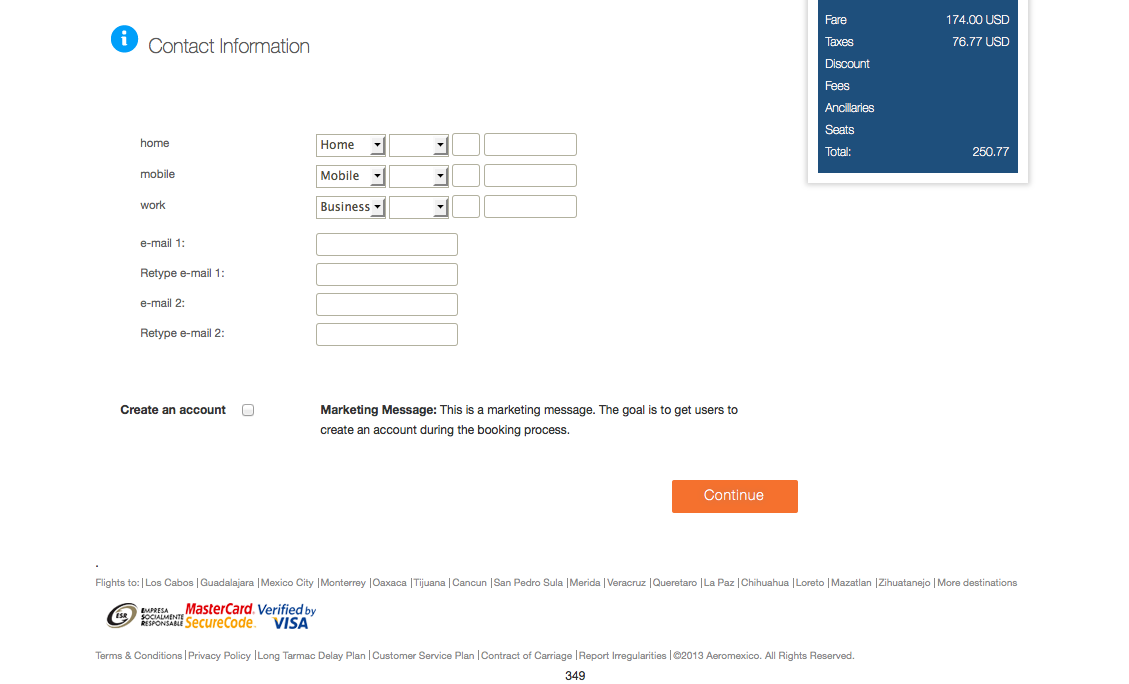 Fare 174.00 USD
Taxes 76.77 USD
Discount
Fees
Ancillaries
Seats
Total: 250.77
i Contact Information
home Home
mobile Mobile
work Business
e-mail 1:
Retype e-mail 1:
e-mail 2:
Retype e-mail 2:
Create an account
Marketing Message: This is a marketing message. The goal is to get users to
create an account during the booking process.
Continue
.
Flights to: | Los Cabos | Guadalajara | Mexico City | Monterrey | Oaxaca | Tijuana | Cancun | San Pedro Sula | Merida | Veracruz | Queretaro | La Paz | Chihuahua | Loreto | Mazatlan | Zihuatanejo | More destinations
ESR EMPRESA
SOCIALMENTE
RESPONSABLE
MasterCard.
SecureCode.
Verified by
VISA
Terms & Conditions | Privacy Policy | Long Tarmac Delay Plan | Customer Service Plan | Contract of Carriage | Report Irregularities | ©2013 Aeromexico. All Rights Reserved.
349